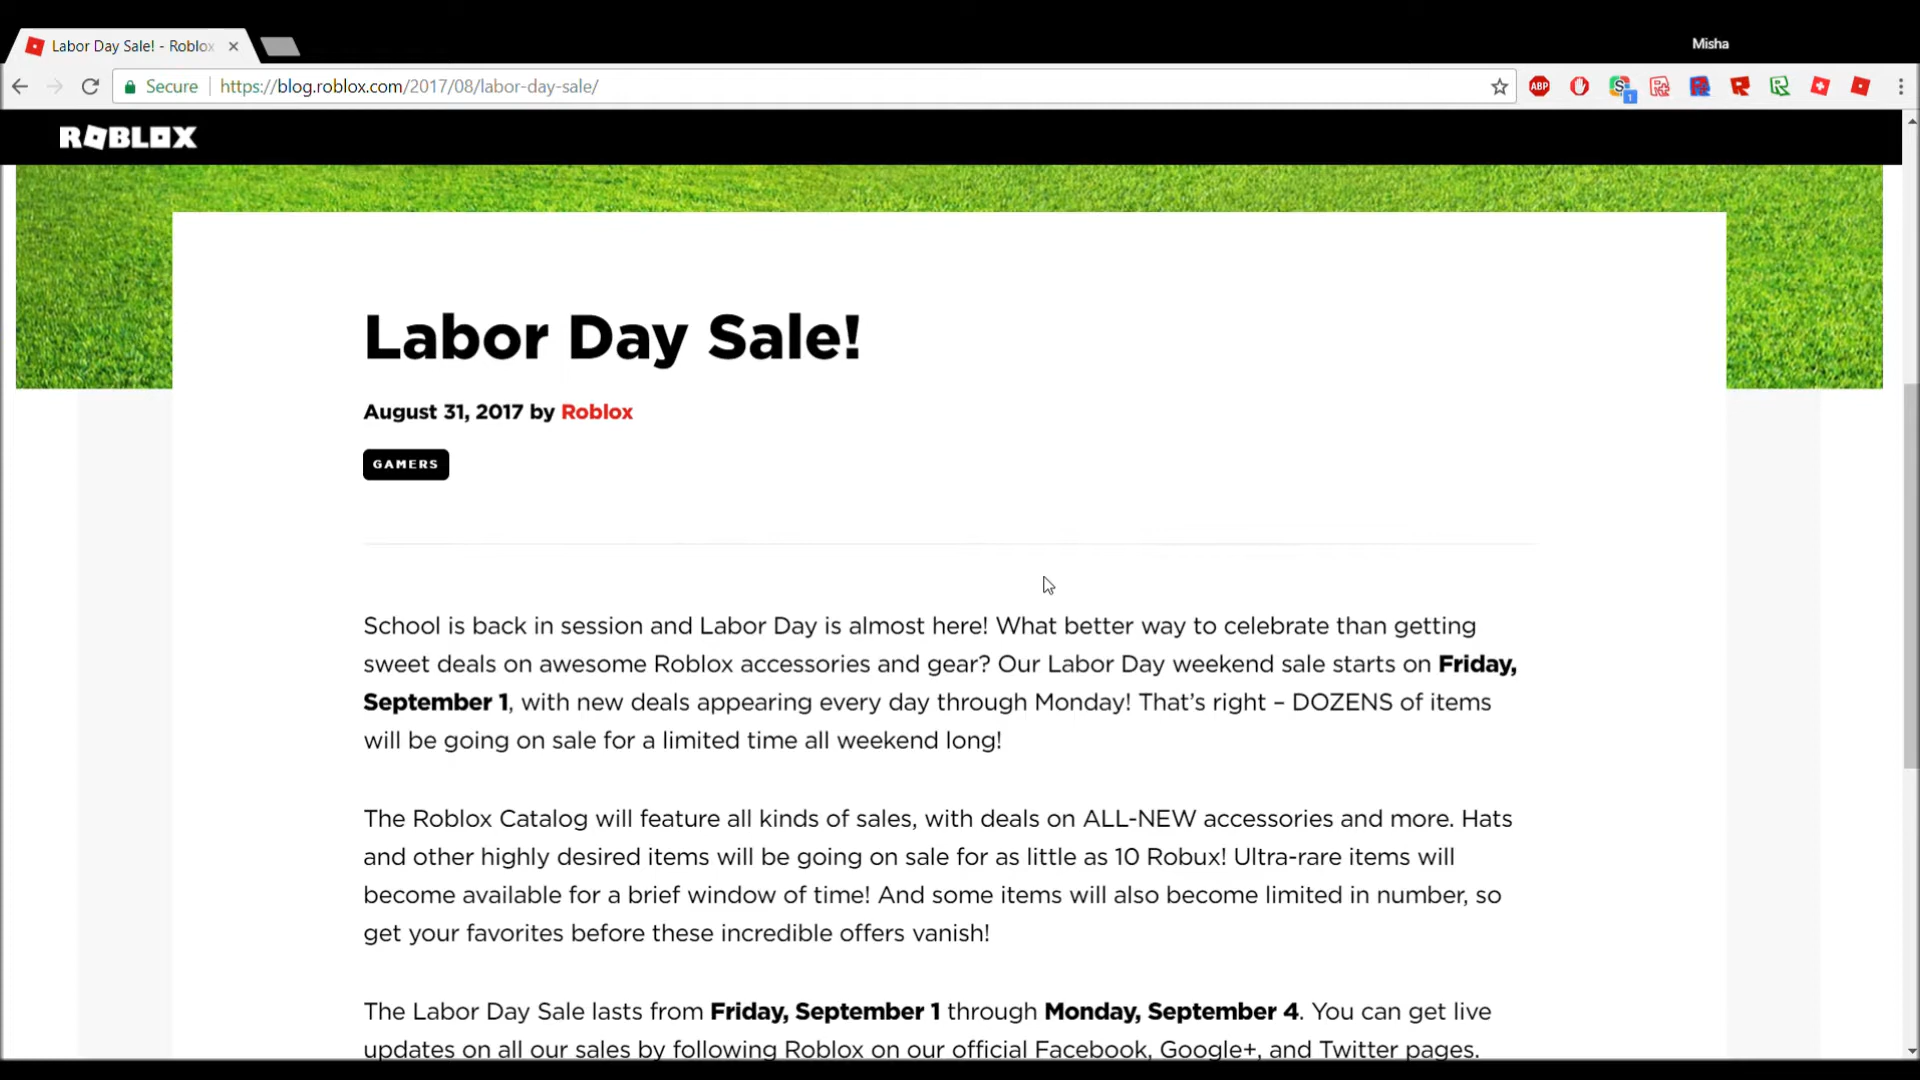 Labor Day Sale! - Roblox
Misha
Secure https://blog.roblox.com/2017/08/labor-day-sale/
ABP
S
1
ROBLOX
Labor Day Sale!
August 31, 2017 by Roblox
GAMERS
School is back in session and Labor Day is almost here! What better way to celebrate than getting
sweet deals on awesome Roblox accessories and gear? Our Labor Day weekend sale starts on Friday,
September 1, with new deals appearing every day through Monday! That’s right – DOZENS of items
will be going on sale for a limited time all weekend long!
The Roblox Catalog will feature all kinds of sales, with deals on ALL-NEW accessories and more. Hats
and other highly desired items will be going on sale for as little as 10 Robux! Ultra-rare items will
become available for a brief window of time! And some items will also become limited in number, so
get your favorites before these incredible offers vanish!
The Labor Day Sale lasts from Friday, September 1 through Monday, September 4. You can get live
updates on all our sales by following Roblox on our official Facebook, Google+, and Twitter pages.